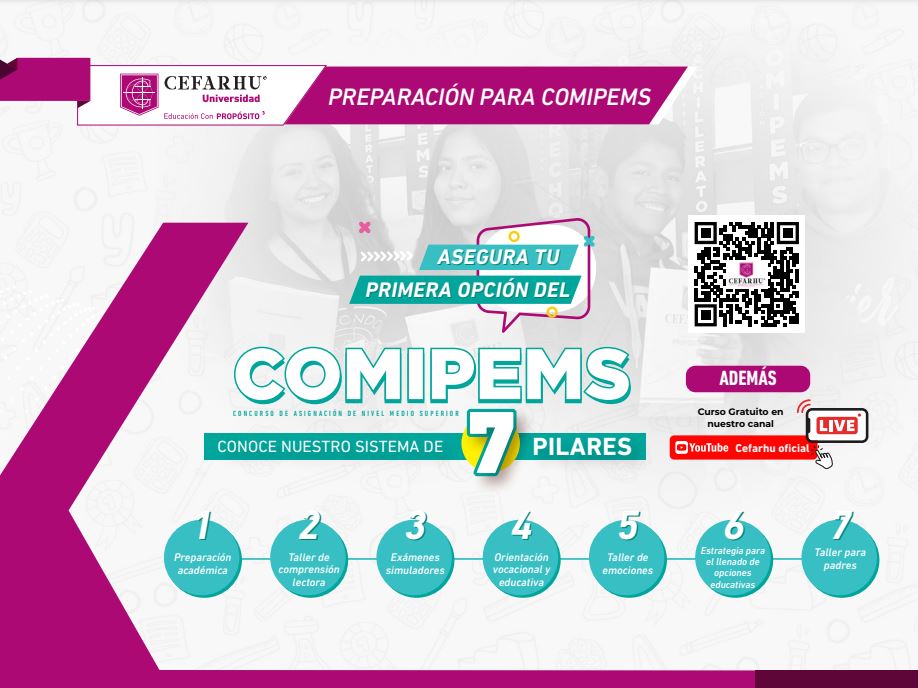 CEFARHU®
Universidad
Educación Con PROPÓSITO
PREPARACIÓN PARA COMIPEMS
ASEGURA TU
PRIMERA OPCIÓN DEL
CEFARHU
COMIPEMS
CONCURSO DE ASIGNACIÓN DE NIVEL MEDIO SUPERIOR
CONOCE NUESTRO SISTEMA DE 7 PILARES
ADEMÁS
Curso Gratuito en
nuestro canal
LIVE
YouTube Cefarhu oficial
1
Preparación
académica
2
Taller de
comprensión
lectora
3
Exámenes
simuladores
4
Orientación
vocacional y
educativa
5
Taller de
emociones
6
Estrategia para
el llenado de
opciones
educativas
7
Taller para
padres